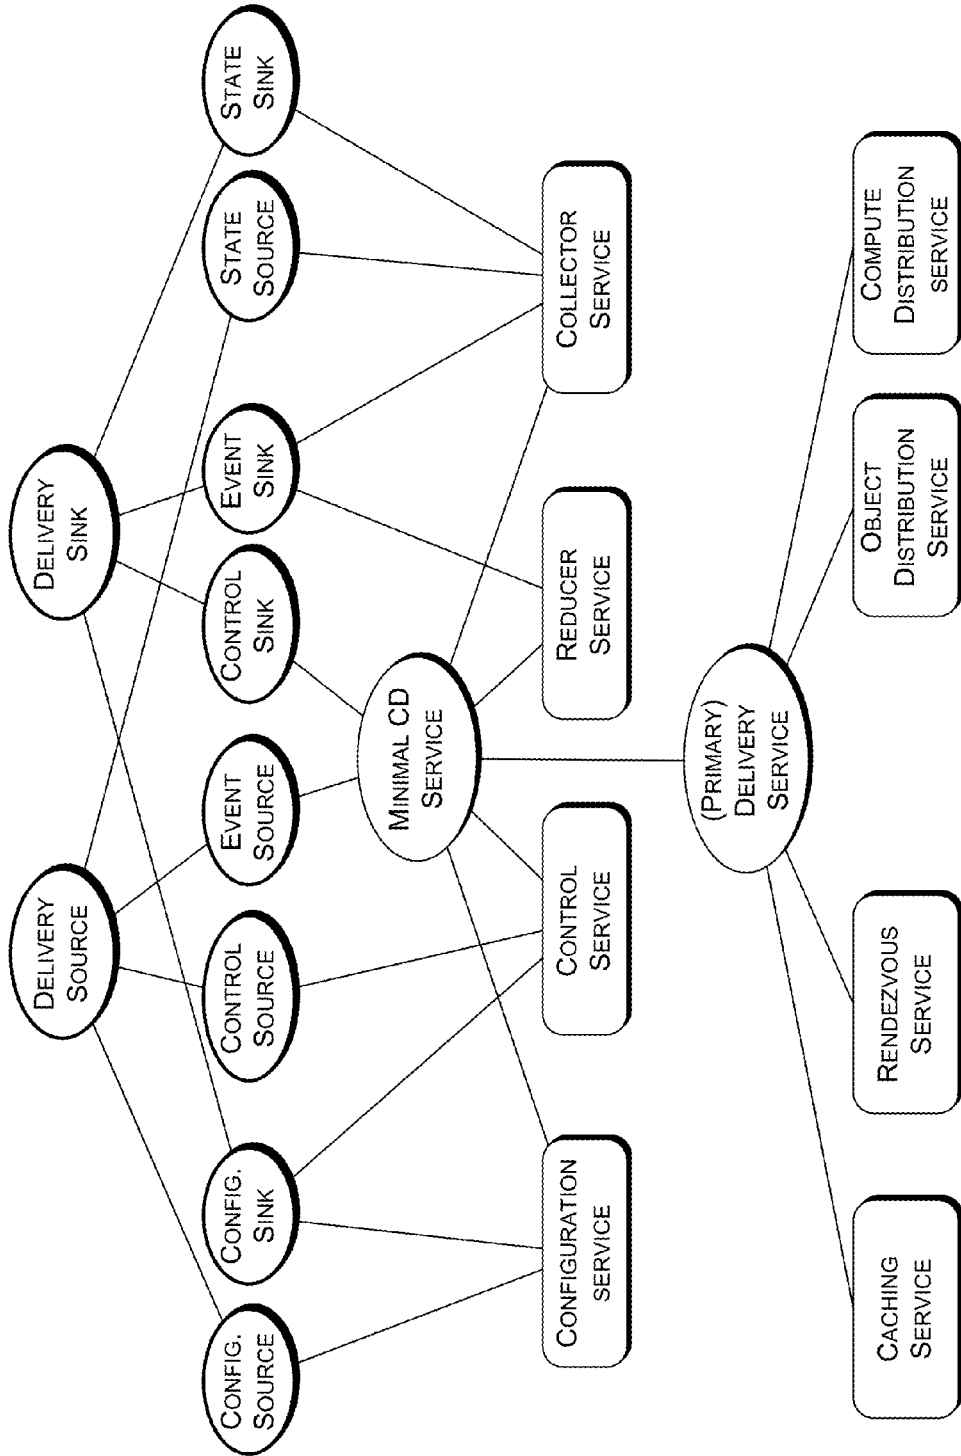 DELIVERY
SOURCE
DELIVERY
SINK
CONFIG.
SOURCE
CONFIG.
SINK
CONTROL
SOURCE
EVENT
SOURCE
CONTROL
SINK
EVENT
SINK
STATE
SOURCE
STATE
SINK
MINIMAL CD
SERVICE
CONFIGURATION
SERVICE
CONTROL
SERVICE
REDUCER
SERVICE
COLLECTOR
SERVICE
(PRIMARY)
DELIVERY
SERVICE
CACHING
SERVICE
RENDEZVOUS
SERVICE
OBJECT
DISTRIBUTION
SERVICE
COMPUTE
DISTRIBUTION
SERVICE